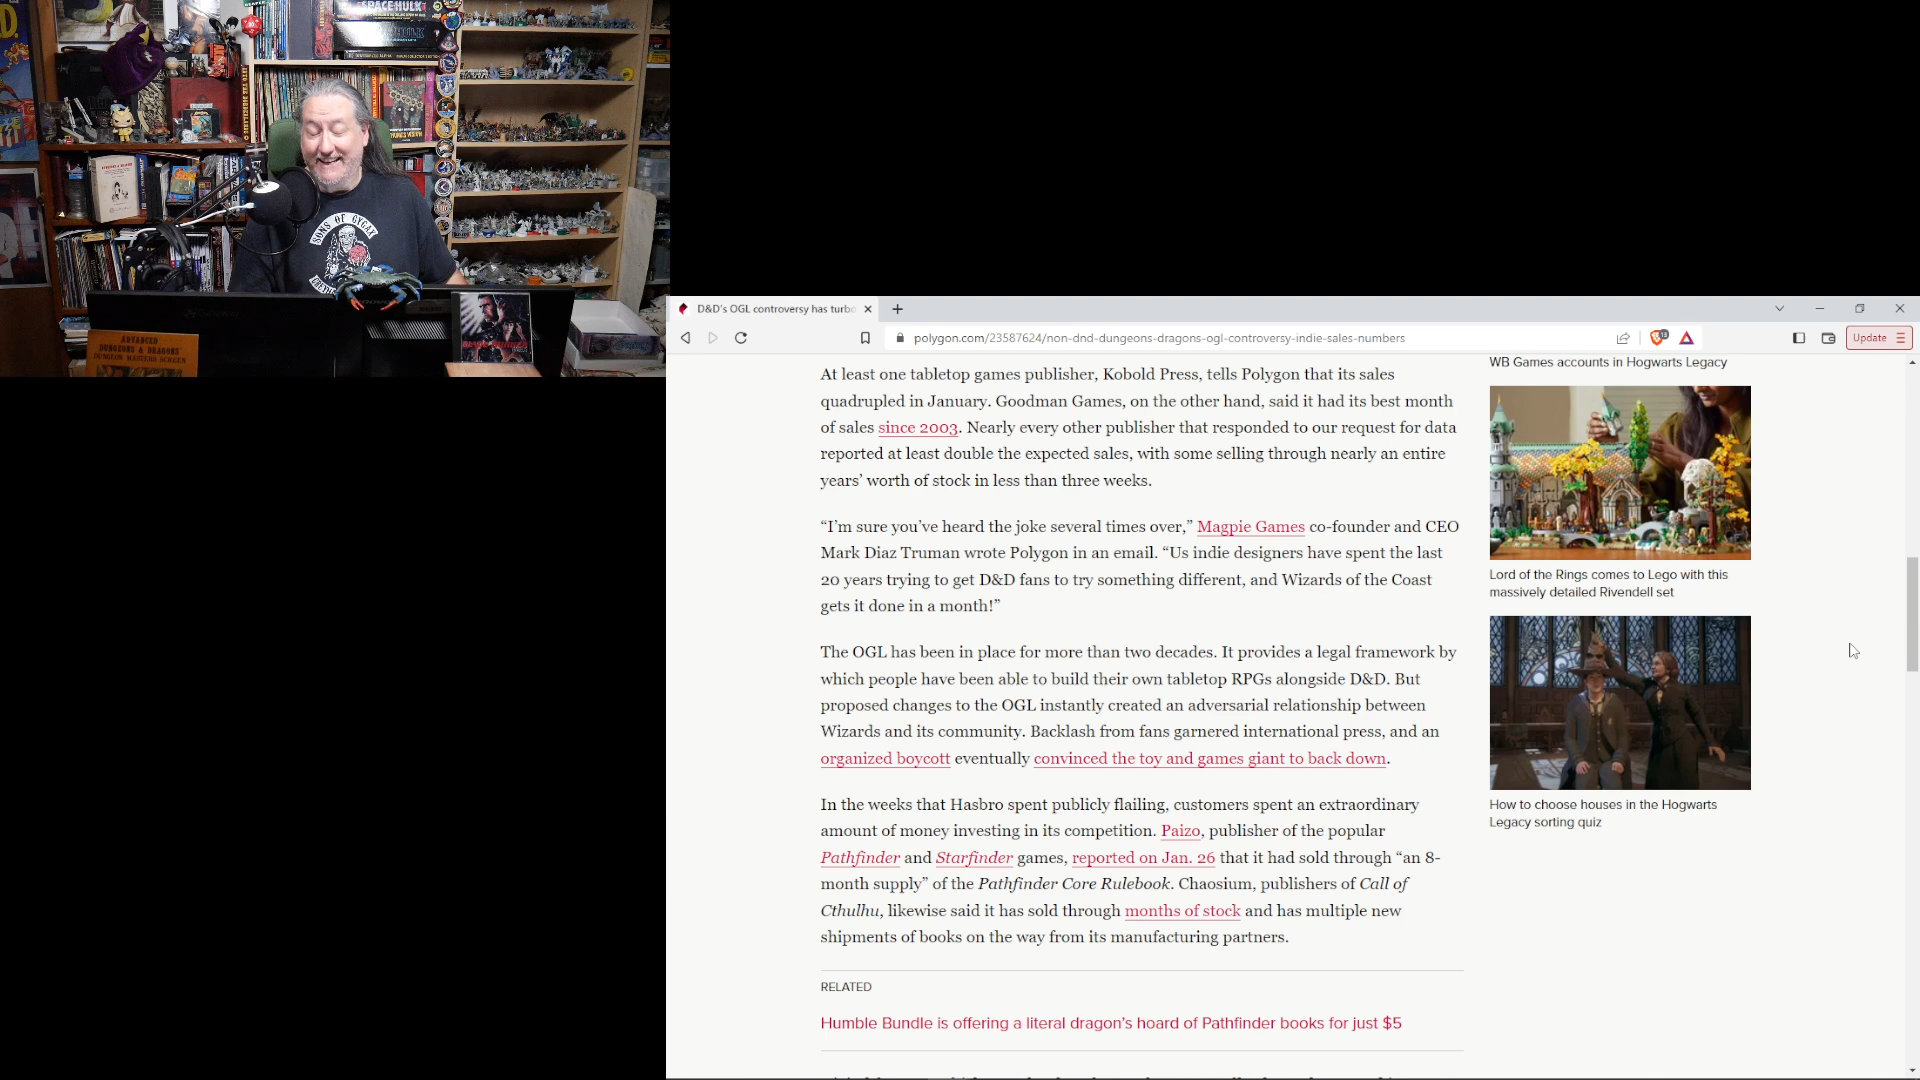 SPACE HULK
SONS OF GYGAX
ADVANCED
DUNGEONS & DRAGONS
DUNGEON MASTERS SCREEN
D&D's OGL controversy has turbo
polygon.com/23587624/non-dnd-dungeons-dragons-ogl-controversy-indie-sales-numbers
Update
At least one tabletop games publisher, Kobold Press, tells Polygon that its sales
quadrupled in January. Goodman Games, on the other hand, said it had its best month
of sales since 2003. Nearly every other publisher that responded to our request for data
reported at least double the expected sales, with some selling through nearly an entire
years’ worth of stock in less than three weeks.
“I’m sure you’ve heard the joke several times over,” Magpie Games co-founder and CEO
Mark Diaz Truman wrote Polygon in an email. “Us indie designers have spent the last
20 years trying to get D&D fans to try something different, and Wizards of the Coast
gets it done in a month!”
The OGL has been in place for more than two decades. It provides a legal framework by
which people have been able to build their own tabletop RPGs alongside D&D. But
proposed changes to the OGL instantly created an adversarial relationship between
Wizards and its community. Backlash from fans garnered international press, and an
organized boycott eventually convinced the toy and games giant to back down.
In the weeks that Hasbro spent publicly flailing, customers spent an extraordinary
amount of money investing in its competition. Paizo, publisher of the popular
Pathfinder and Starfinder games, reported on Jan. 26 that it had sold through “an 8-
month supply” of the Pathfinder Core Rulebook. Chaosium, publishers of Call of
Cthulhu, likewise said it has sold through months of stock and has multiple new
shipments of books on the way from its manufacturing partners.
RELATED
Humble Bundle is offering a literal dragon’s hoard of Pathfinder books for just $5
WB Games accounts in Hogwarts Legacy
Lord of the Rings comes to Lego with this
massively detailed Rivendell set
How to choose houses in the Hogwarts
Legacy sorting quiz